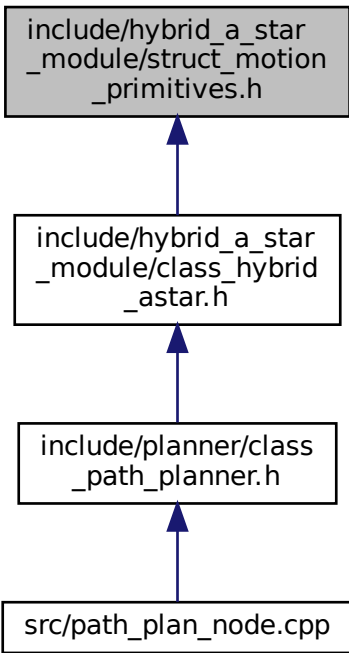 include/hybrid_a_star
_module/struct_motion
_primitives.h
include/hybrid_a_star
_module/class_hybrid
_astar.h
include/planner/class
_path_planner.h
src/path_plan_node.cpp